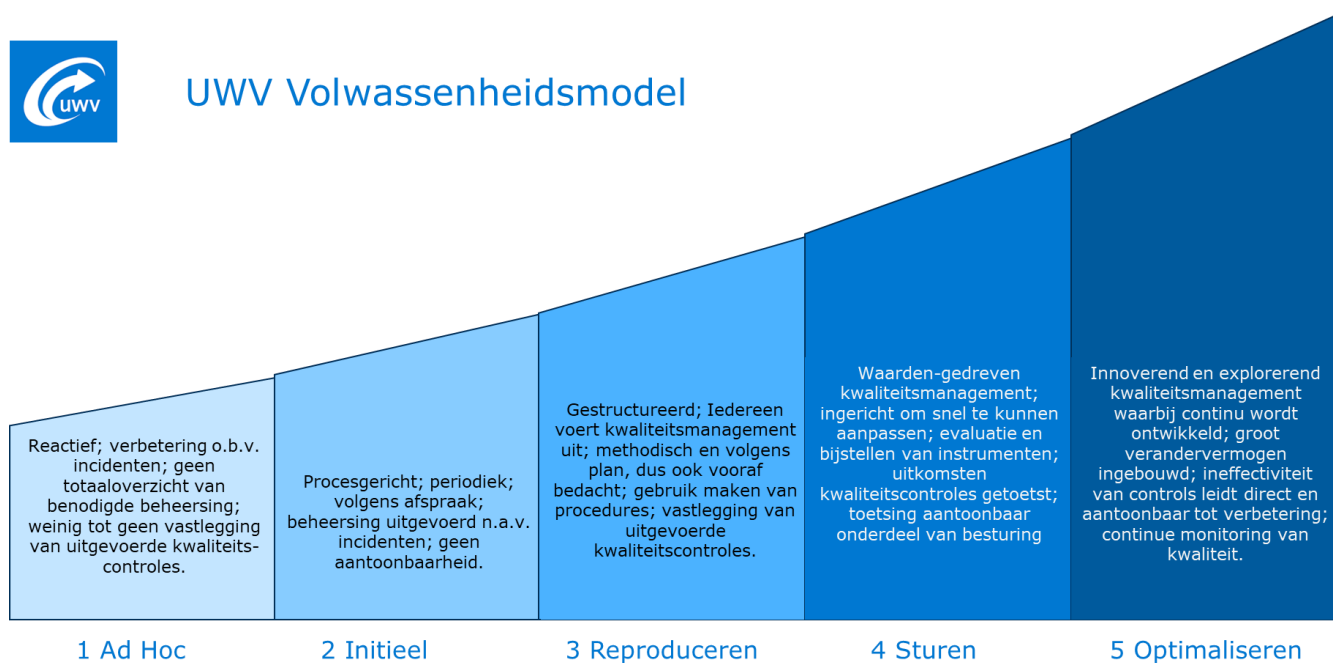 UWV
UWV Volwassenheidsmodel
Reactief; verbetering o.b.v.
incidenten; geen
totaaloverzicht van
benodigde beheersing;
weinig tot geen vastlegging
van uitgevoerde kwaliteits-
controles.
Procesgericht; periodiek;
volgens afspraak;
beheersing uitgevoerd n.a.v.
incidenten; geen
aantoonbaarheid.
Gestructureerd; Iedereen
voert kwaliteitsmanagement
uit; methodisch en volgens
plan, dus ook vooraf
bedacht; gebruik maken van
procedures; vastlegging van
uitgevoerde
kwaliteitscontroles.
Waarden-gedreven
kwaliteitsmanagement;
ingericht om snel te kunnen
aanpassen; evaluatie en
bijstellen van instrumenten;
uitkomsten
kwaliteitscontroles getoetst;
toetsing aantoonbaar
onderdeel van besturing
Innoverend en explorerend
kwaliteitsmanagement
waarbij continu wordt
ontwikkeld; groot
verandervermogen
ingebouwd; ineffectiviteit
van controls leidt direct en
aantoonbaar tot verbetering;
continue monitoring van
kwaliteit.
1 Ad Hoc
2 Initieel
3 Reproduceren
4 Sturen
5 Optimaliseren